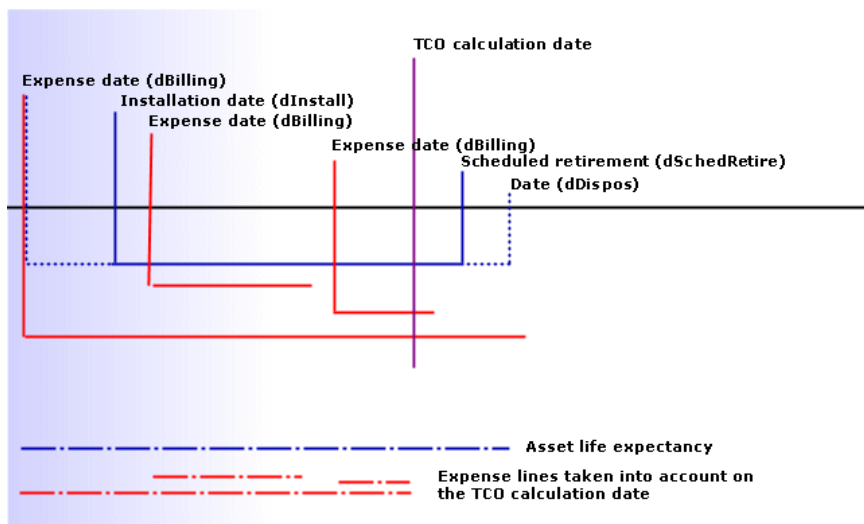 TCO calculation date
Expense date (dBilling)
Installation date (dInstall)
Expense date (dBilling)
Expense date (dBilling)
Scheduled retirement (dSchedRetire)
Date (dDispos)
Asset life expectancy
Expense lines taken into account on
the TCO calculation date